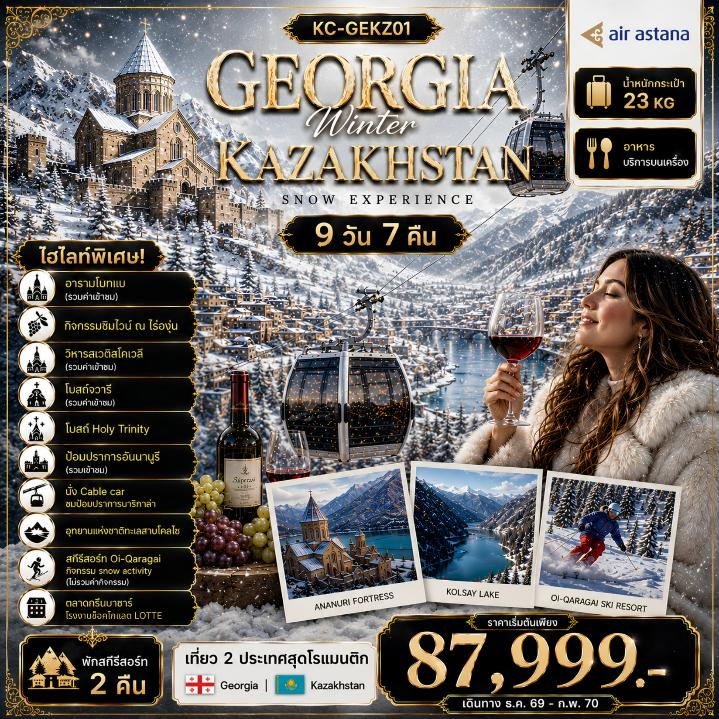 KC-GEKZ01
air astana
GEORGIA
Winter
KAZAKHSTAN
SNOW EXPERIENCE
9 วัน 7 คืน
น้ำหนักกระเป๋า
23 KG
อาหาร
บริการบนเครื่อง
ไฮไลท์พิเศษ!
อารามโบทแบ
(รวมค่าเข้าชม)
กิจกรรมชิมไวน์ ณ ไร่องุ่น
วิหารสเวติสโคเวลี
(รวมค่าเข้าชม)
โบสถ์จวารี
(รวมค่าเข้าชม)
โบสถ์ Holy Trinity
ป้อมปราการอันนานูรี
(รวมเข้าชม)
นั่ง Cable car
ชมป้อมปราการนาริกาล่า
อุทยานแห่งชาติทะเลสาบโคลไซ
สกีรีสอร์ท Oi-Qaragai
กิจกรรม snow activity
(ไม่รวมค่ากิจกรรม)
ตลาดกรีนบาซาร์
โรงงานช็อคโกแลต LOTTE
Saperavi
ANANURI FORTRESS
KOLSAY LAKE
OI-QARAGAI SKI RESORT
พักสกีรีสอร์ท
2 คืน
เที่ยว 2 ประเทศสุดโรแมนติก
Georgia | Kazakhstan
ราคาเริ่มต้นเพียง
87,999.-
เดินทาง ธ.ค. 69 - ก.พ. 70